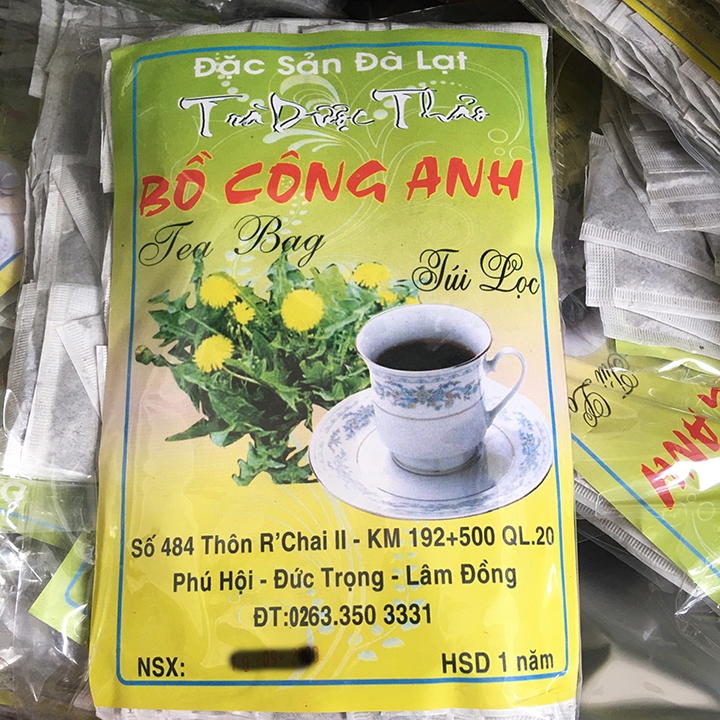 Đặc Sản Đà Lạt
Trà Dược Thảo
BỒ CÔNG ANH
Tea Bag
Túi Lọc
Số 484 Thôn R'Chai II - KM 192+500 QL.20
Phú Hội - Đức Trọng - Lâm Đồng
ĐT:0263.350 3331
NSX:
HSD 1 năm